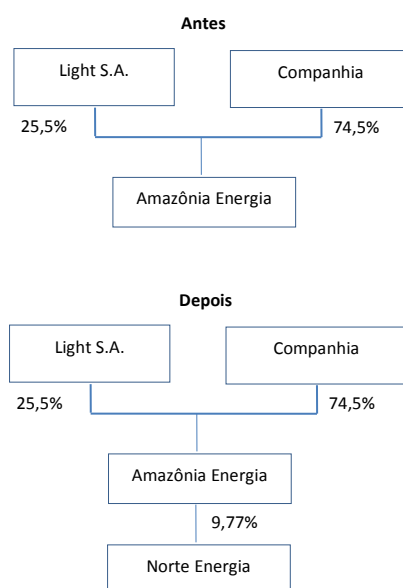 Antes
Light S.A.
Companhia
25,5%
74,5%
Amazônia Energia
Depois
Light S.A.
Companhia
25,5%
74,5%
Amazônia Energia
9,77%
Norte Energia